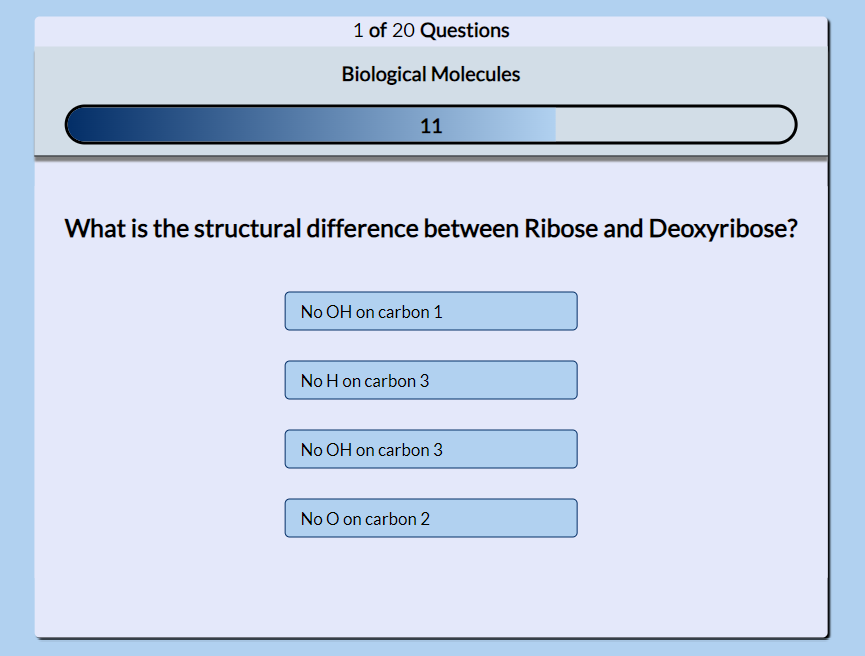 1 of 20 Questions
Biological Molecules
11
What is the structural difference between Ribose and Deoxyribose?
No OH on carbon 1
No H on carbon 3
No OH on carbon 3
No O on carbon 2